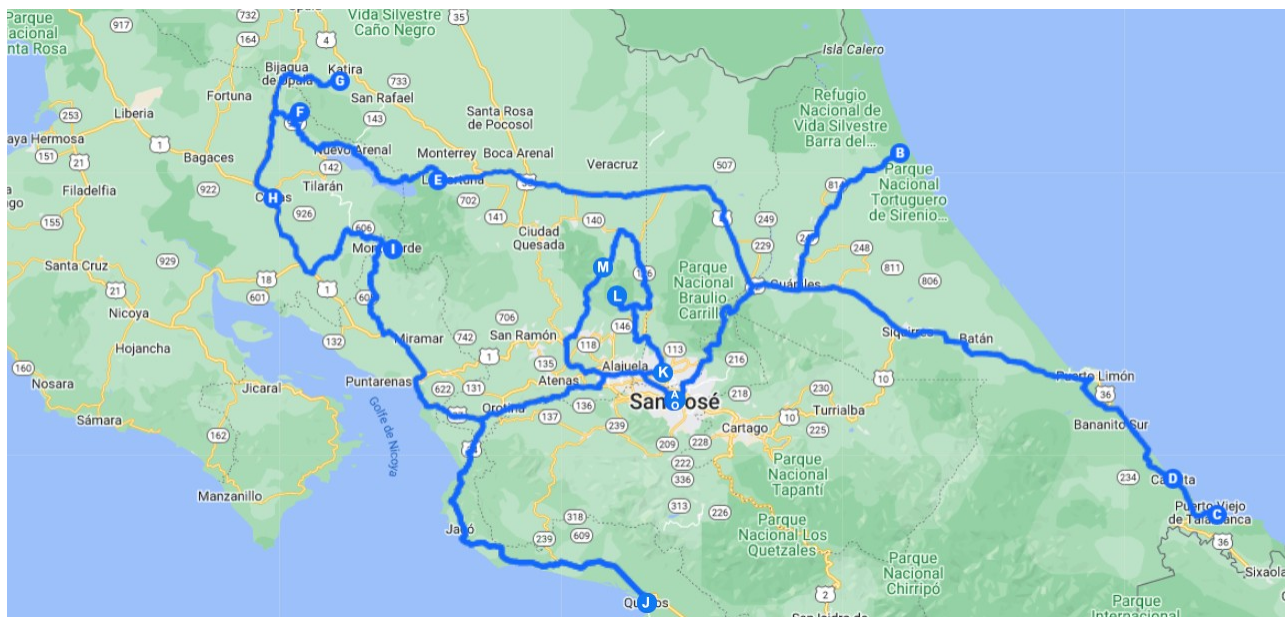 Parque
Nacional
Santa Rosa
917
732
164
Vida Silvestre
Caño Negro
35
4
Bijagua
de Upala
Katira
G
733
San Rafael
Fortuna
Liberia
253
F
143
Santa Rosa
de Pocosol
Isla Calero
Refugio
Nacional de
Vida Silvestre
Barra del...
Playa Hermosa
151
21
1
Bagaces
Nuevo Arenal
142
Monterrey
Boca Arenal
Veracruz
507
B
Parque
Nacional
Tortuguero
de Sirenio...
Filadelfia
922
Tilarán
E
702
35
814
155
H
926
141
140
249
Ciudad
Quesada
606
I
229
248
Santa Cruz
929
18
M
Parque
Nacional
Braulio
Carrillo
Guápiles
811
806
21
601
1
L
126
Nicoya
706
Miramar
742
San Ramón
146
Siquirres
Batán
Hojancha
132
1
118
113
216
160
Puntarenas
135
Alajuela
K
10
Puerto Limón
Nosara
Jicaral
622
131
Atenas
A
O
San José
218
230
36
Sámara
Golfo de Nicoya
Orotina
136
137
239
Turrialba
10
225
Bananito Sur
162
209
228
Cartago
222
Parque
Nacional
Tapantí
234
D
Cahuita
Manzanillo
336
313
226
Puerto Viejo
de Talamanca
C
Jacó
318
609
239
Parque
Nacional Los
Quetzales
36
Parque
Nacional
Chirripó
Sixaola
Quepos
J
2
San Isidro de
Parque
Internacional